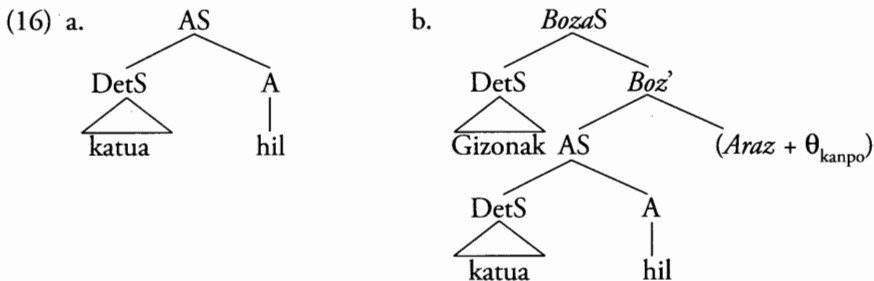 (16) a. AS b. BozaS
DetS A DetS Boz’
katua hil Gizonak AS (Araz + θkanpo)
DetS A
katua hil